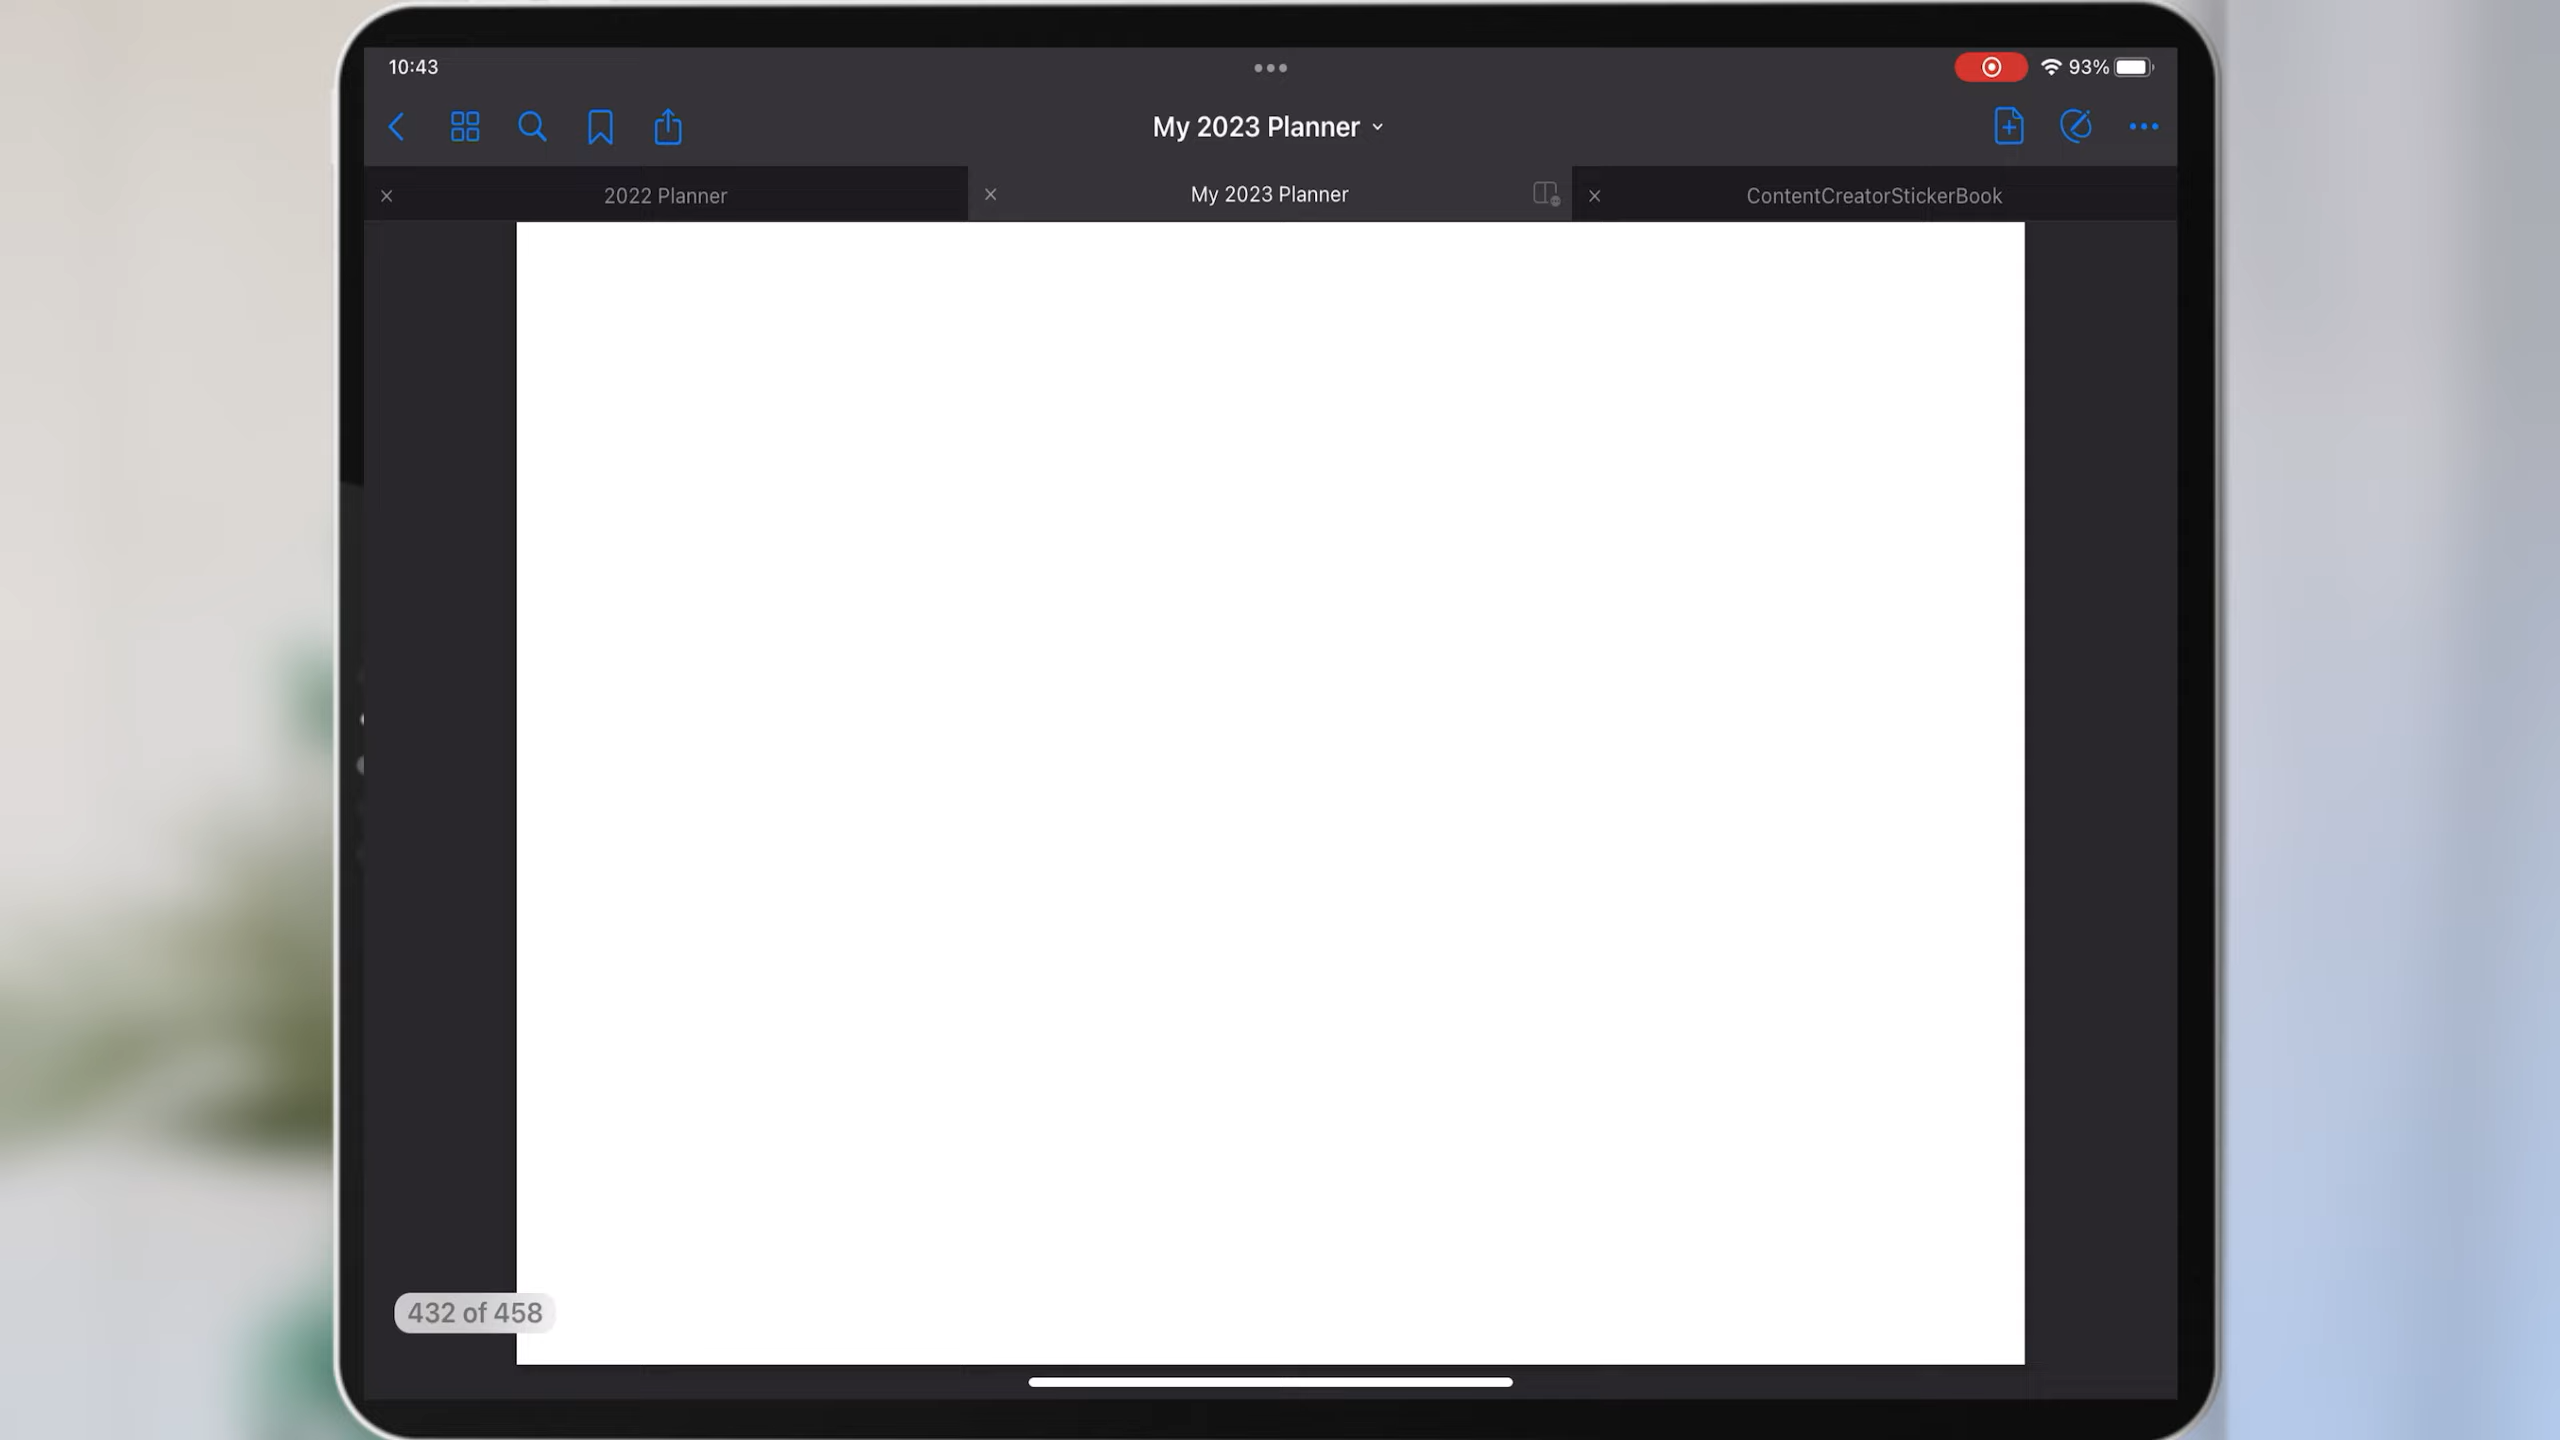 10:43
93%
My 2023 Planner
2022 Planner
My 2023 Planner
ContentCreatorStickerBook
432 of 458